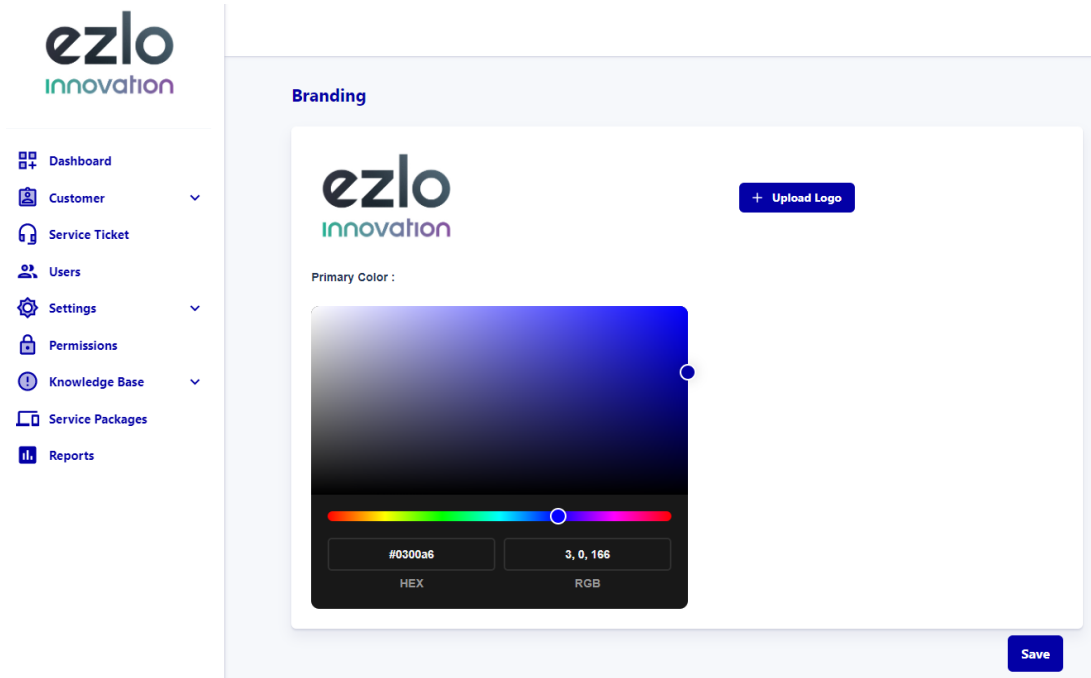 ezlo
innovation
Dashboard
Customer
Service Ticket
Users
Settings
Permissions
Knowledge Base
Service Packages
Reports
Branding
ezlo
innovation
+ Upload Logo
Primary Color :
#0300a6
3, 0, 166
HEX
RGB
Save